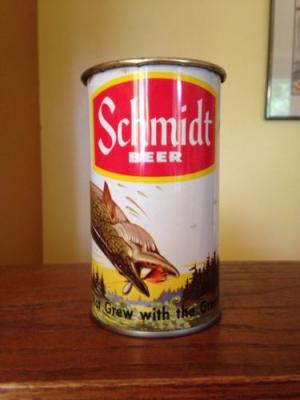 Schmidt
BEER
Grew with the